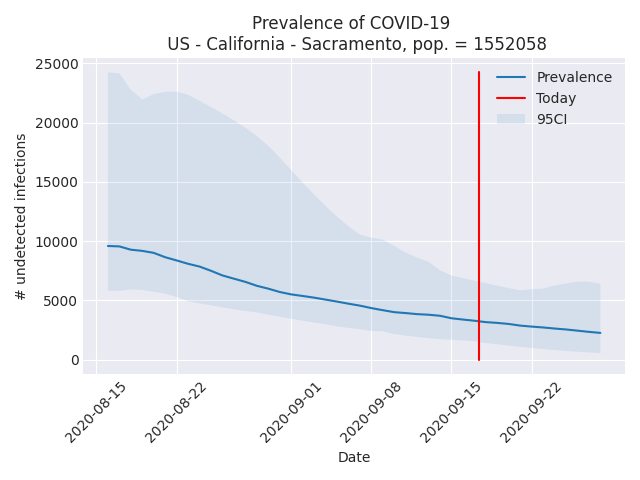 Prevalence of COVID-19
US - California - Sacramento, pop. = 1552058
25000
20000
15000
10000
5000
0
# undetected infections
Prevalence
Today
95CI
2020-08-15
2020-08-22
2020-09-01
2020-09-08
2020-09-15
2020-09-22
Date